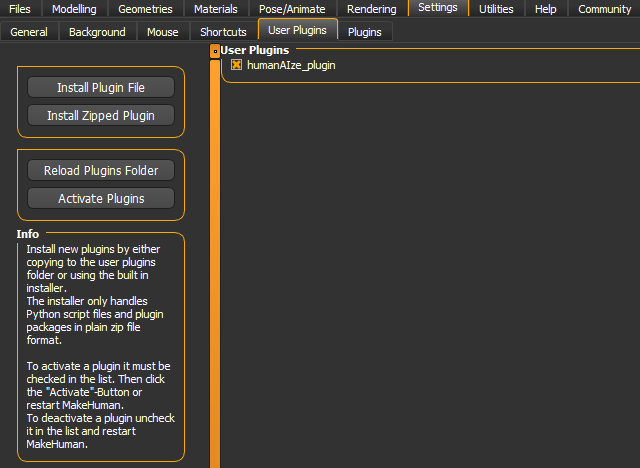 Files Modelling Geometries Materials Pose/Animate Rendering Settings Utilities Help Community
General Background Mouse Shortcuts User Plugins Plugins
User Plugins
humanAIze_plugin
Install Plugin File
Install Zipped Plugin
Reload Plugins Folder
Activate Plugins
Info
Install new plugins by either
copying to the user plugins
folder or using the built in
installer.
The installer only handles
Python script files and plugin
packages in plain zip file
format.
To activate a plugin it must be
checked in the list. Then click
the "Activate"-Button or
restart MakeHuman.
To deactivate a plugin uncheck
it in the list and restart
MakeHuman.